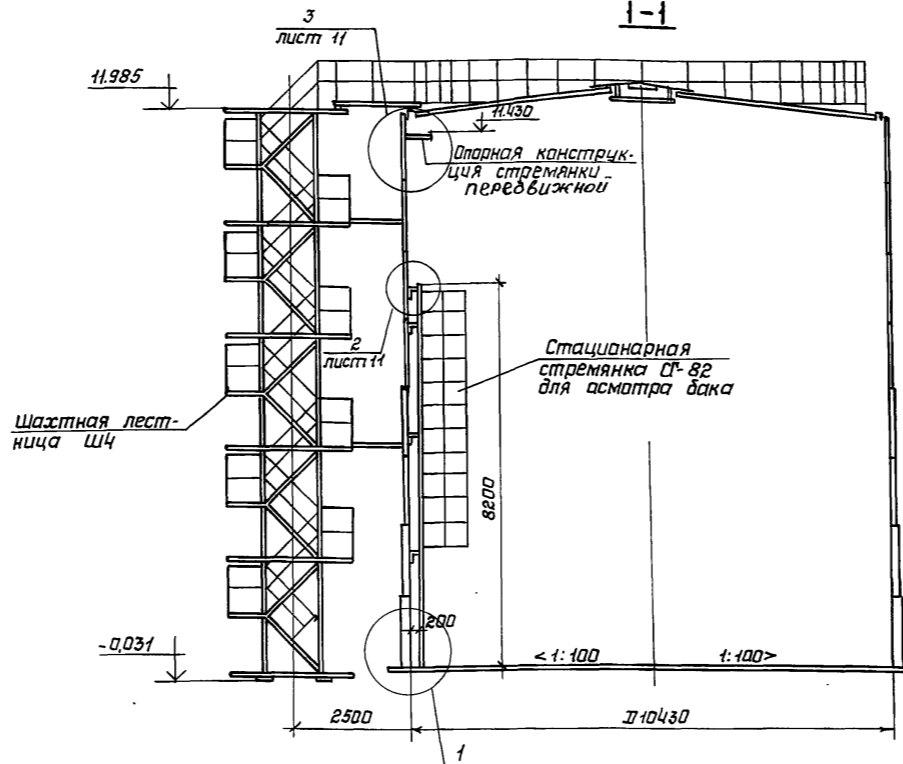 1-1
3
лист 11
11.985
11.430
Опорная конструк-
ция стремянки
передвижной
2
лист 11
Стационарная
стремянка СГ-82
для осмотра бака
Шахтная лест-
ница Ш4
8200
200
-0,031
<1:100
1:100>
2500
D10430
1